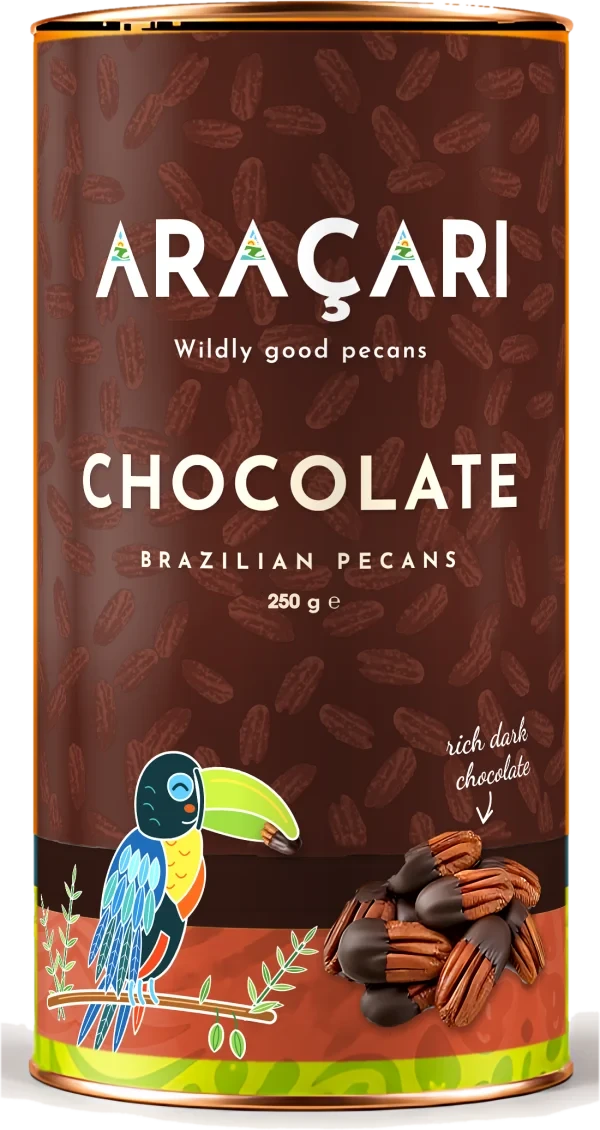 ARAÇARI
Wildly good pecans
CHOCOLATE
BRAZILIAN PECANS
250 g ℮
rich dark
chocolate